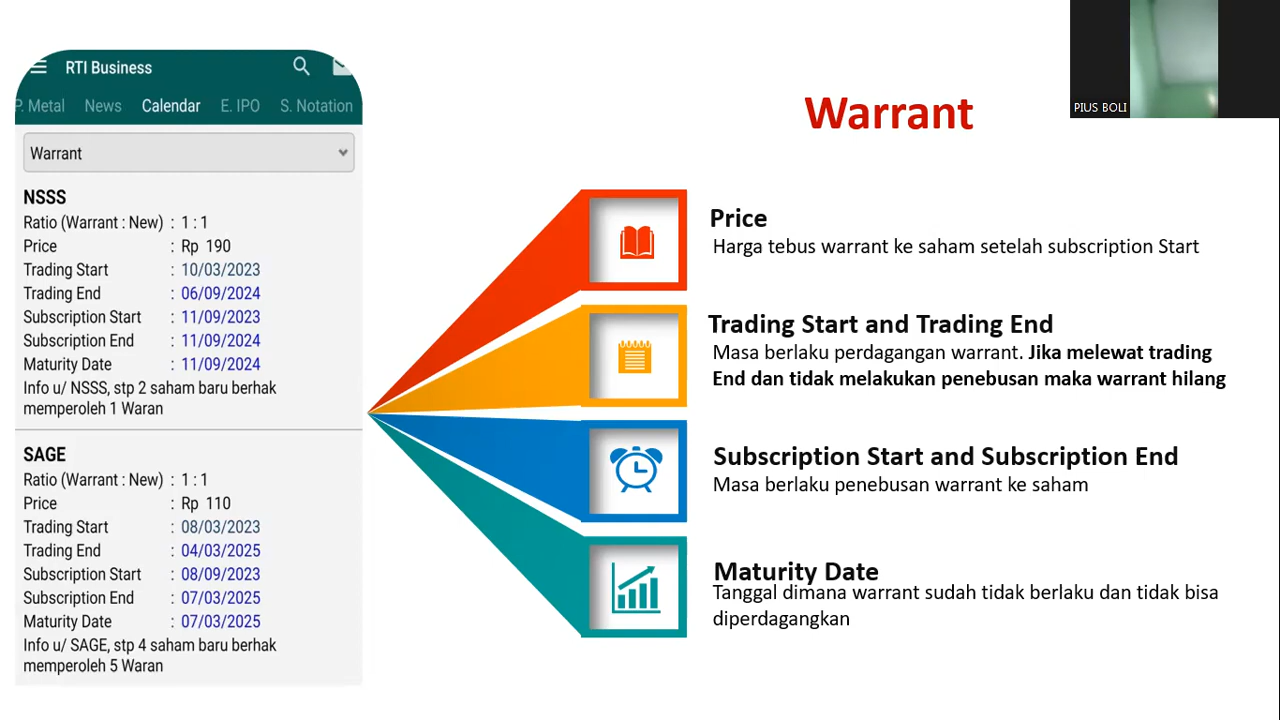 RTI Business
P. Metal News Calendar E. IPO S. Notation
Warrant
NSSS
Ratio (Warrant : New) : 1 : 1
Price : Rp 190
Trading Start : 10/03/2023
Trading End : 06/09/2024
Subscription Start : 11/09/2023
Subscription End : 11/09/2024
Maturity Date : 11/09/2024
Info u/ NSSS, stp 2 saham baru berhak
memperoleh 1 Waran
SAGE
Ratio (Warrant : New) : 1 : 1
Price : Rp 110
Trading Start : 08/03/2023
Trading End : 04/03/2025
Subscription Start : 08/09/2023
Subscription End : 07/03/2025
Maturity Date : 07/03/2025
Info u/ SAGE, stp 4 saham baru berhak
memperoleh 5 Waran
Warrant
Price
Harga tebus warrant ke saham setelah subscription Start
Trading Start and Trading End
Masa berlaku perdagangan warrant. Jika melewat trading
End dan tidak melakukan penebusan maka warrant hilang
Subscription Start and Subscription End
Masa berlaku penebusan warrant ke saham
Maturity Date
Tanggal dimana warrant sudah tidak berlaku dan tidak bisa
diperdagangkan
PIUS BOLI